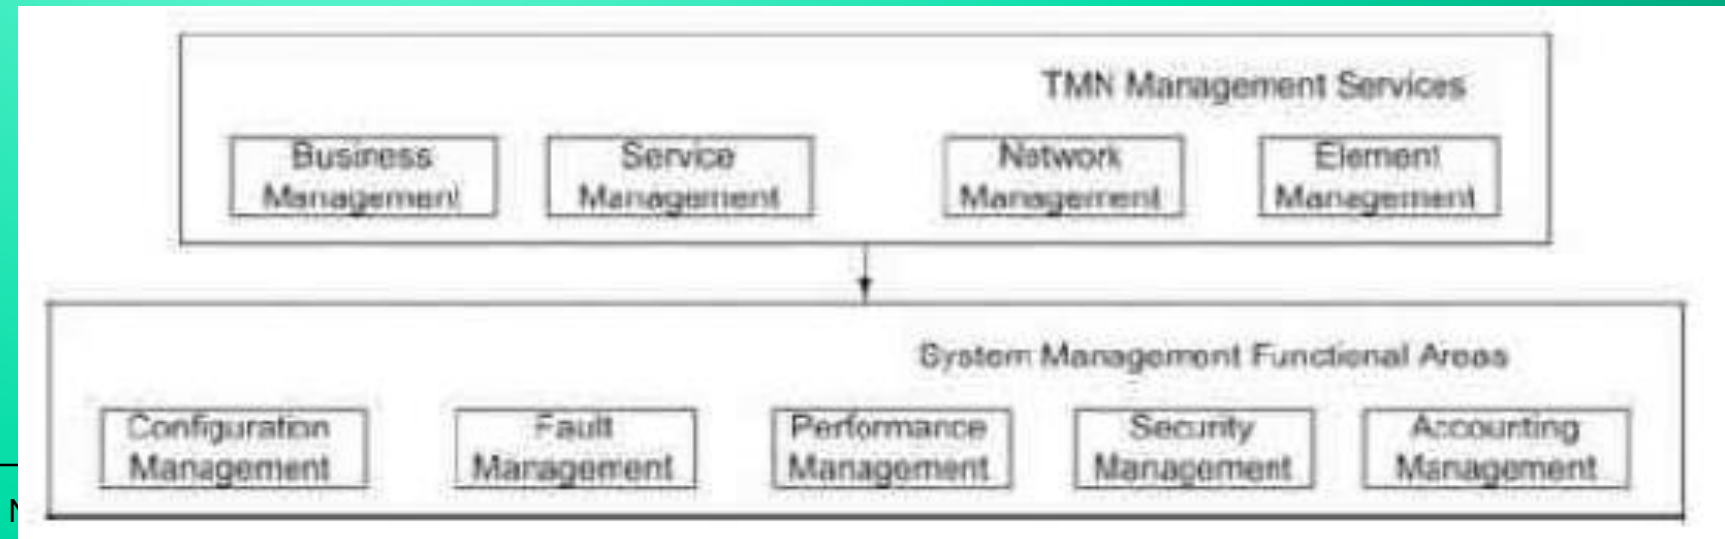 TMN Management Services
Business
Management
Service
Management
Network
Management
Element
Management
System Management Functional Areas
Configuration
Management
Fault
Management
Performance
Management
Security
Management
Accounting
Management